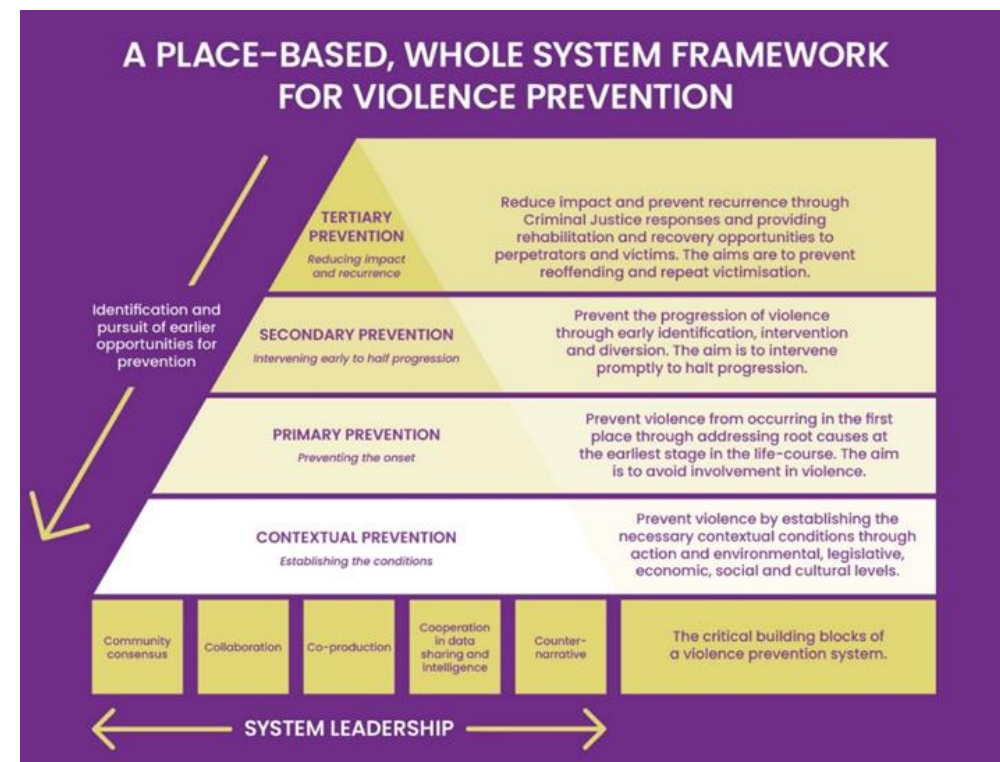 A PLACE-BASED, WHOLE SYSTEM FRAMEWORK
FOR VIOLENCE PREVENTION
TERTIARY
PREVENTION
Reducing impact
and recurrence
Reduce impact and prevent recurrence through
Criminal Justice responses and providing
rehabilitation and recovery opportunities to
perpetrators and victims. The aims are to prevent
reoffending and repeat victimisation.
Identification and
pursuit of earlier
opportunities for
prevention
SECONDARY PREVENTION
Intervening early to half progression
Prevent the progression of violence
through early identification, intervention
and diversion. The aim is to intervene
promptly to halt progression.
PRIMARY PREVENTION
Preventing the onset
Prevent violence from occurring in the first
place through addressing root causes at
the earliest stage in the life-course. The aim
is to avoid involvement in violence.
CONTEXTUAL PREVENTION
Establishing the conditions
Prevent violence by establishing the
necessary contextual conditions through
action and environmental, legislative,
economic, social and cultural levels.
Community
consensus
Collaboration
Co-production
Cooperation
in data
sharing and
intelligence
Counter-
narrative
The critical building blocks of
a violence prevention system.
SYSTEM LEADERSHIP